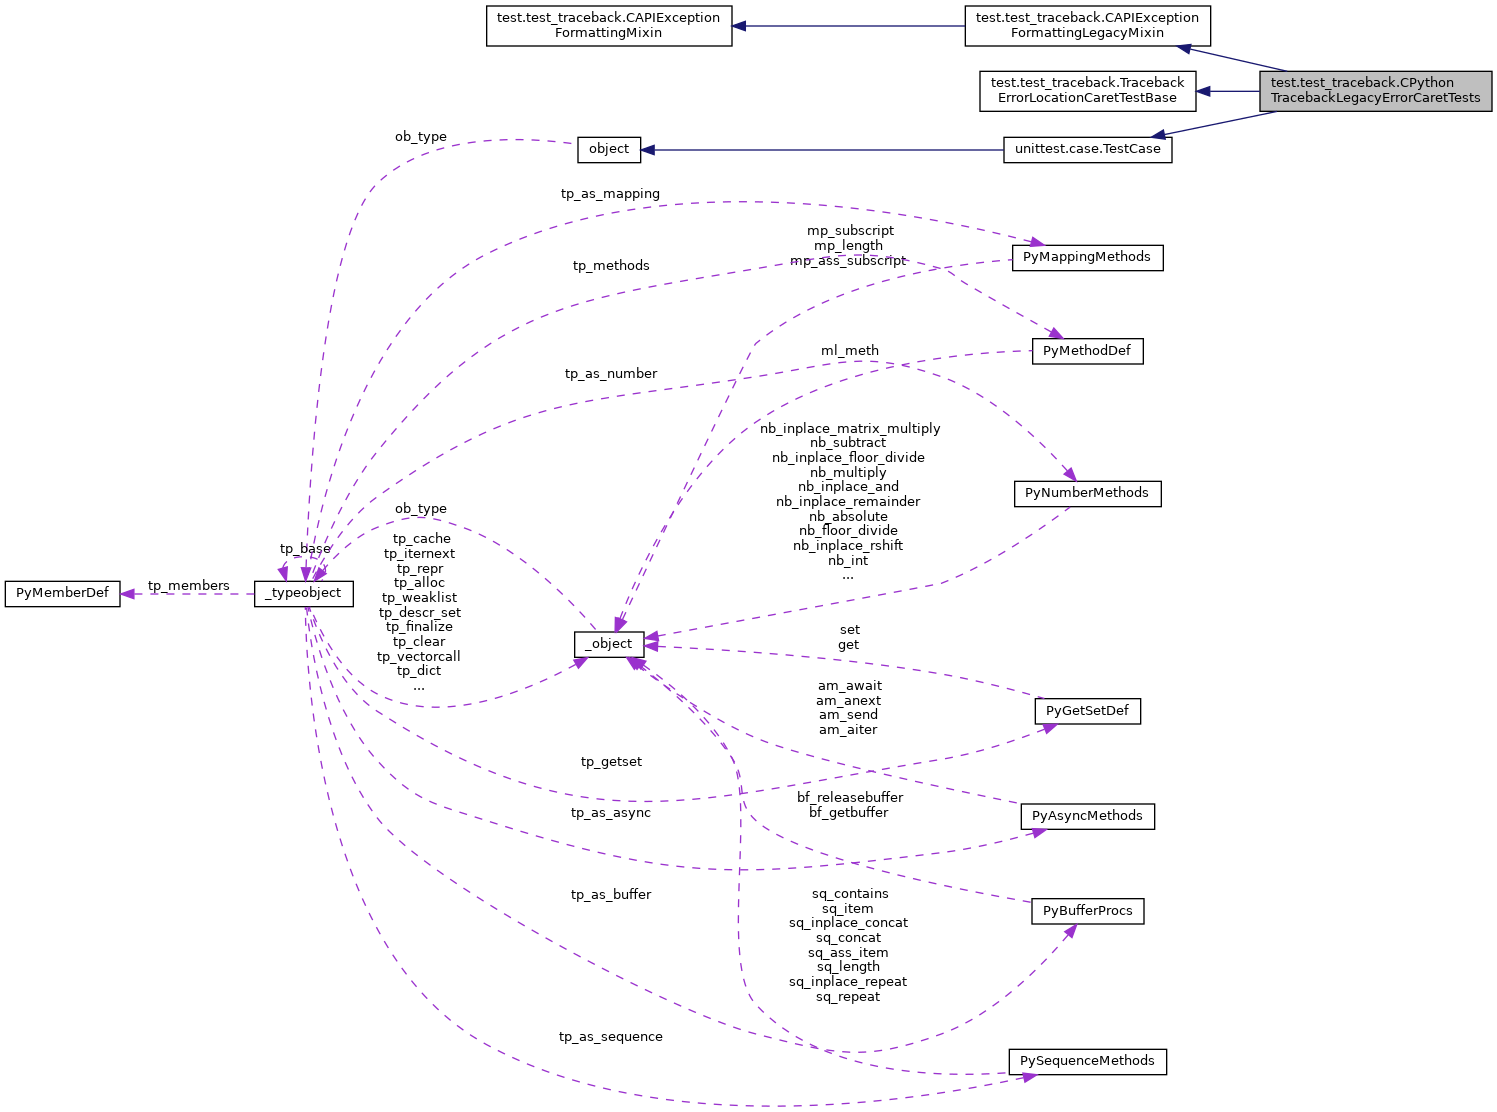 test.test_traceback.CAPIException
FormattingMixin
test.test_traceback.CAPIException
FormattingLegacyMixin
test.test_traceback.Traceback
ErrorLocationCaretTestBase
test.test_traceback.CPython
TracebackLegacyErrorCaretTests
ob_type
object
unittest.case.TestCase
tp_as_mapping
mp_subscript
mp_length
mp_ass_subscript
PyMappingMethods
tp_methods
ml_meth
PyMethodDef
tp_as_number
nb_inplace_matrix_multiply
nb_subtract
nb_inplace_floor_divide
nb_multiply
nb_inplace_and
nb_inplace_remainder
nb_absolute
nb_floor_divide
nb_inplace_rshift
nb_int
...
PyNumberMethods
ob_type
tp_base
tp_cache
tp_iternext
tp_repr
tp_alloc
tp_weaklist
tp_descr_set
tp_finalize
tp_clear
tp_vectorcall
tp_dict
...
PyMemberDef
tp_members
_typeobject
_object
set
get
PyGetSetDef
am_await
am_anext
am_send
am_aiter
tp_getset
tp_as_async
bf_releasebuffer
bf_getbuffer
PyAsyncMethods
tp_as_buffer
sq_contains
sq_item
sq_inplace_concat
sq_concat
sq_ass_item
sq_length
sq_inplace_repeat
sq_repeat
PyBufferProcs
tp_as_sequence
PySequenceMethods